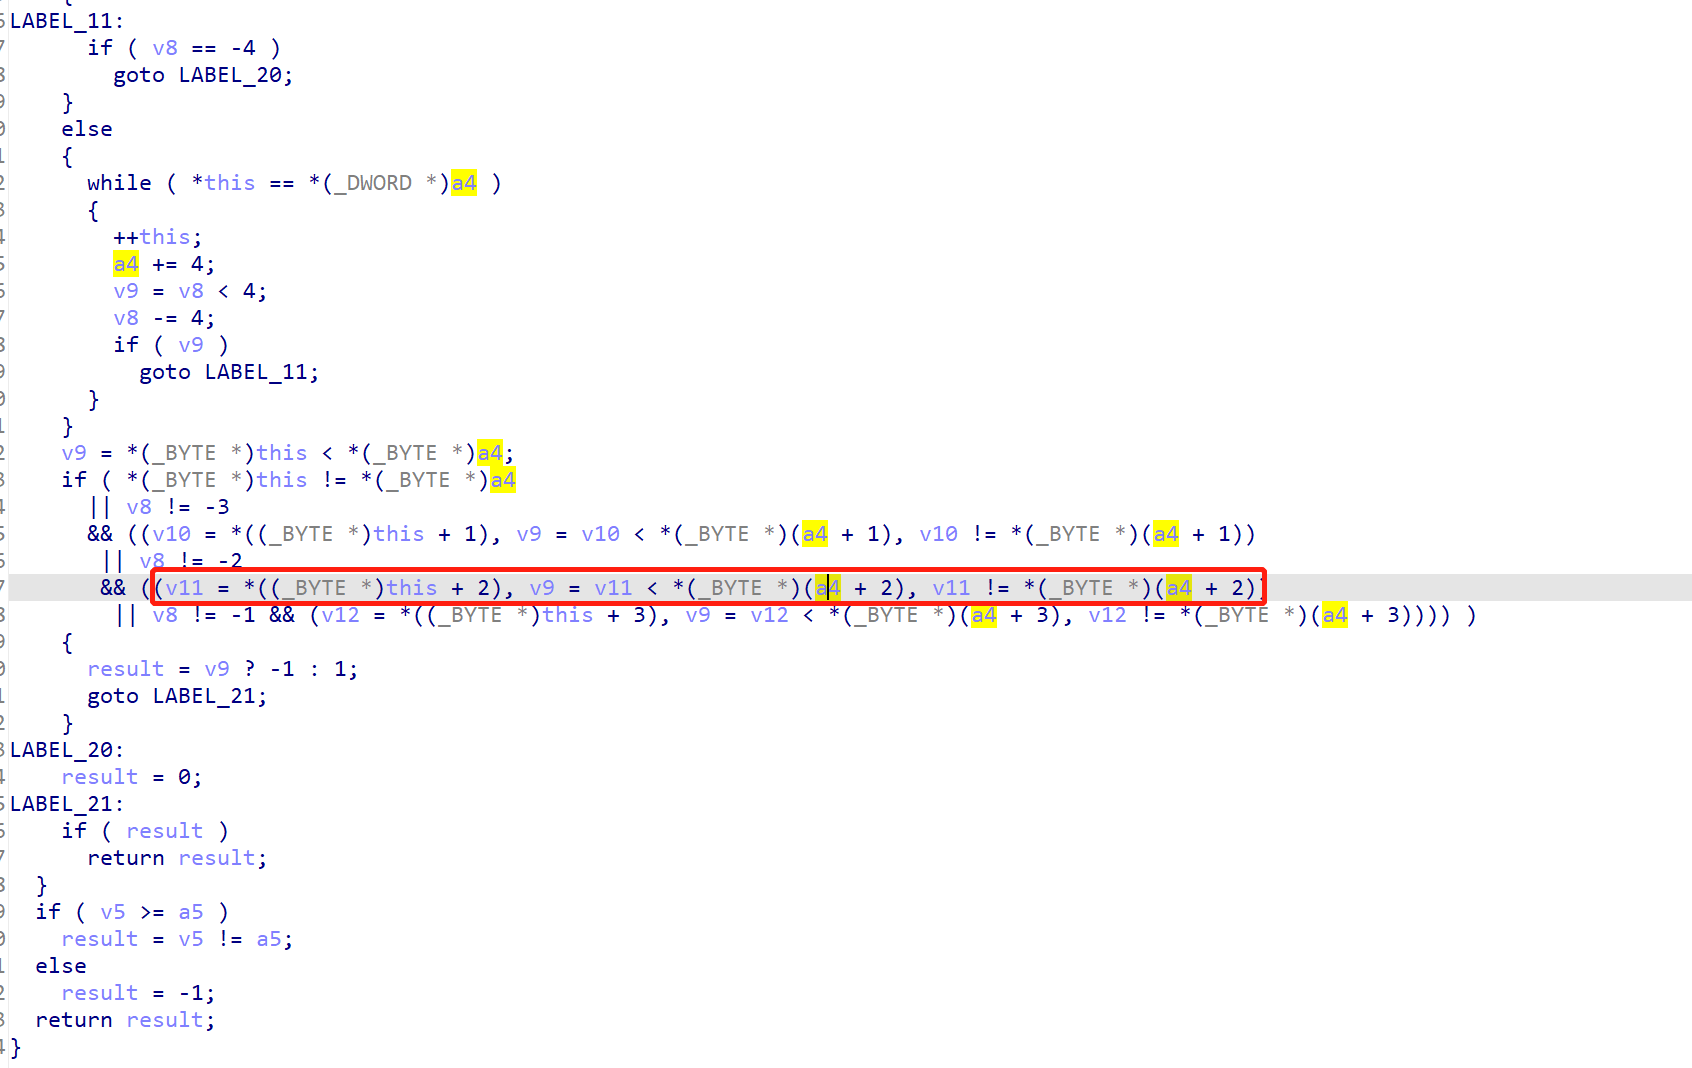 LABEL_11:
if ( v8 == -4 )
goto LABEL_20;
}
else
{
while ( *this == *(_DWORD *)a4 )
{
++this;
a4 += 4;
v9 = v8 < 4;
v8 -= 4;
if ( v9 )
goto LABEL_11;
}
}
v9 = *(_BYTE *)this < *(_BYTE *)a4;
if ( *(_BYTE *)this != *(_BYTE *)a4
|| v8 != -3
&& ((v10 = *((_BYTE *)this + 1), v9 = v10 < *(_BYTE *)(a4 + 1), v10 != *(_BYTE *)(a4 + 1))
|| v8 != -2
&& ((v11 = *((_BYTE *)this + 2), v9 = v11 < *(_BYTE *)(a4 + 2), v11 != *(_BYTE *)(a4 + 2))
|| v8 != -1 && (v12 = *((_BYTE *)this + 3), v9 = v12 < *(_BYTE *)(a4 + 3), v12 != *(_BYTE *)(a4 + 3)))) )
{
result = v9 ? -1 : 1;
goto LABEL_21;
}
LABEL_20:
result = 0;
LABEL_21:
if ( result )
return result;
}
if ( v5 >= a5 )
result = v5 != a5;
else
result = -1;
return result;
}